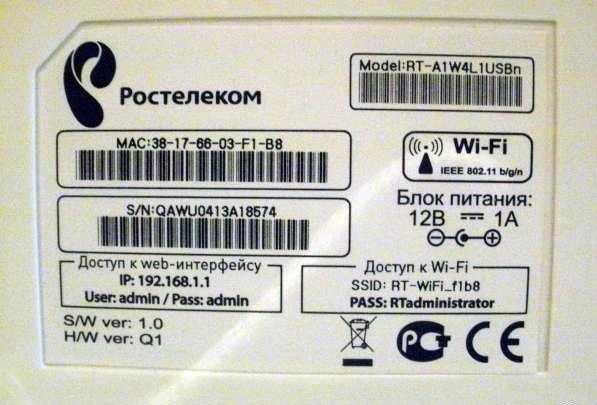 Ростелеком
Model:RT-A1W4L1USBn
MAC:38-17-66-03-F1-B8
Wi-Fi
IEEE 802.11 b/g/n
S/N:QAWU0413A18574
Блок питания:
12В 1А
Доступ к web-интерфейсу
IP: 192.168.1.1
User: admin / Pass: admin
Доступ к Wi-Fi
SSID: RT-WiFi_f1b8
PASS: RTadministrator
S/W ver: 1.0
H/W ver: Q1
РСТ CE